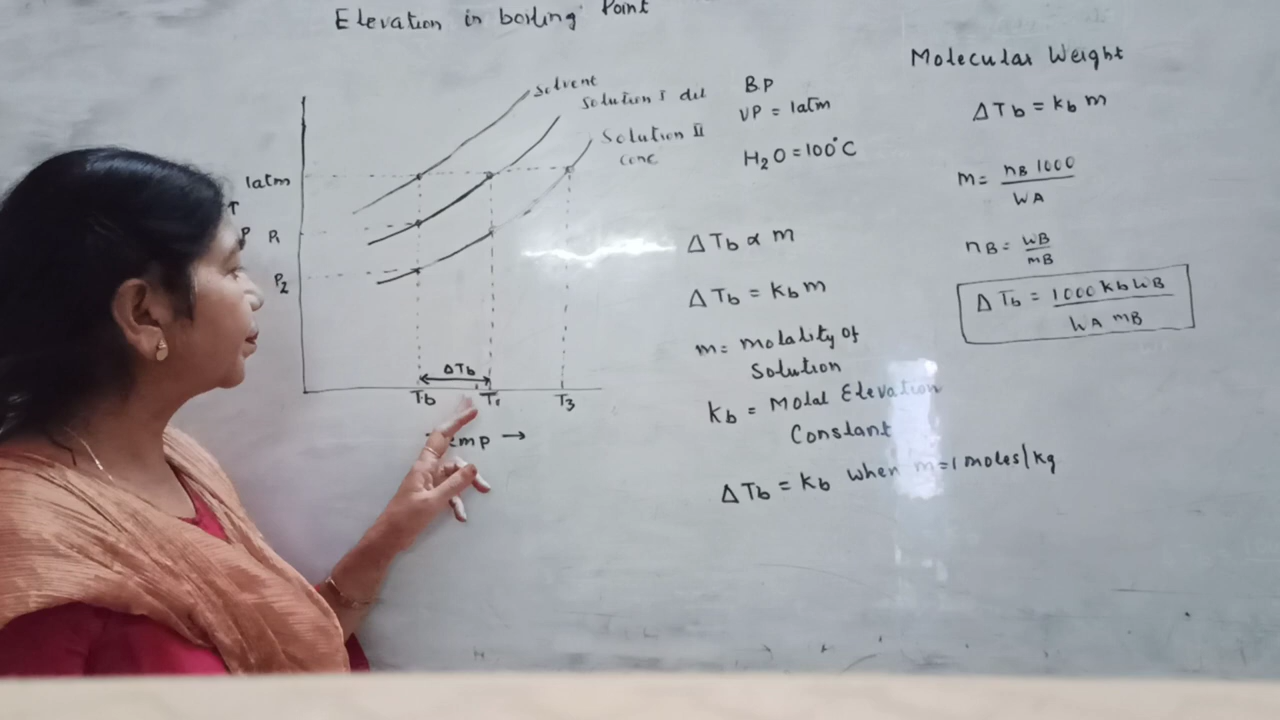 Elevation in boiling Point
Solvent
Solution I dil
Solution II
conc
1atm
↑
P
P1
P2
ΔTb
Tb
T1
T3
emp →
B.P
VP = 1atm
H2O = 100°C
ΔTb ∝ m
ΔTb = Kb m
m = molality of
Solution
Kb = Molal Elevation
Constant
ΔTb = Kb when m=1 moles/kg
Molecular Weight
ΔTb = Kb m
m = nB 1000 / WA
nB = WB / mB
ΔTb = 1000 Kb WB / WA mB